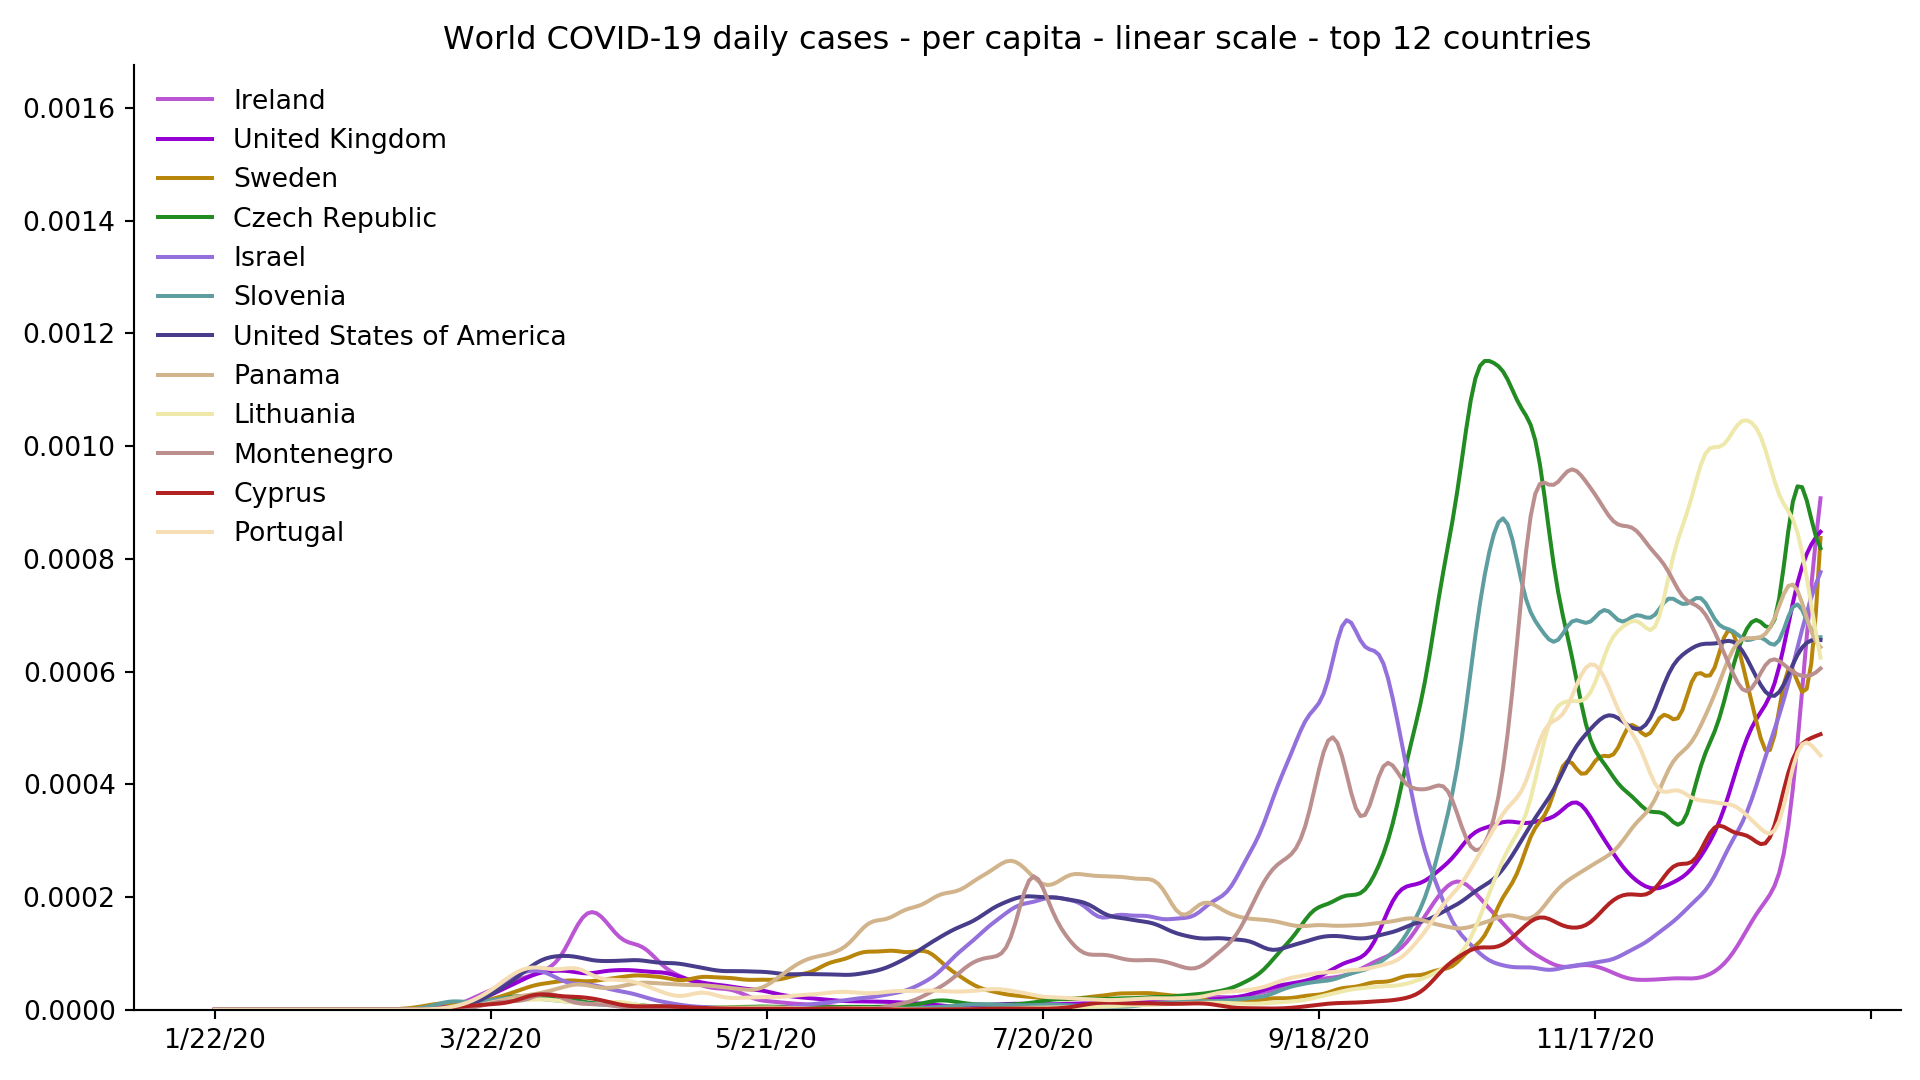 World COVID-19 daily cases - per capita - linear scale - top 12 countries
0.0016
0.0014
0.0012
0.0010
0.0008
0.0006
0.0004
0.0002
0.0000
Ireland
United Kingdom
Sweden
Czech Republic
Israel
Slovenia
United States of America
Panama
Lithuania
Montenegro
Cyprus
Portugal
1/22/20 3/22/20 5/21/20 7/20/20 9/18/20 11/17/20